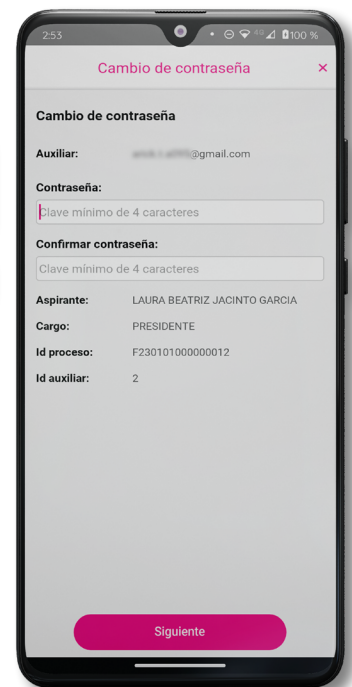 2:53 4G 100 %
Cambio de contraseña ×
Cambio de contraseña
Auxiliar: @gmail.com
Contraseña:
Clave mínimo de 4 caracteres
Confirmar contraseña:
Clave mínimo de 4 caracteres
Aspirante: LAURA BEATRIZ JACINTO GARCIA
Cargo: PRESIDENTE
Id proceso: F230101000000012
Id auxiliar: 2
Siguiente